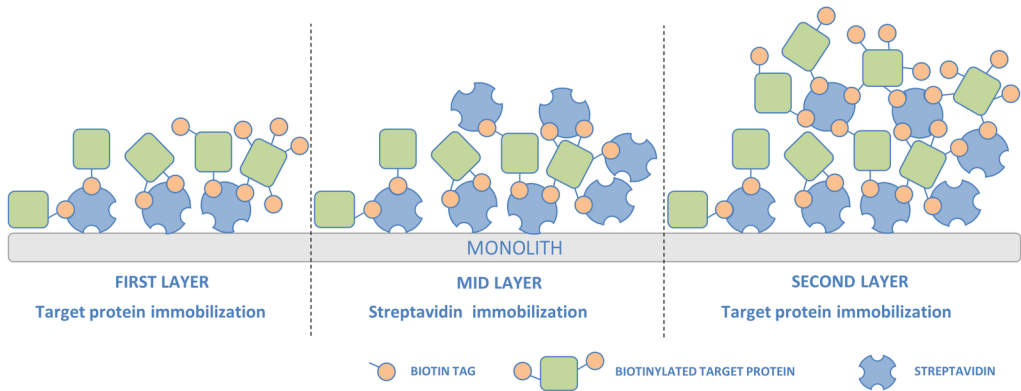 MONOLITH
FIRST LAYER
MID LAYER
SECOND LAYER
Target protein immobilization
Streptavidin immobilization
Target protein immobilization
BIOTIN TAG
BIOTINYLATED TARGET PROTEIN
STREPTAVIDIN